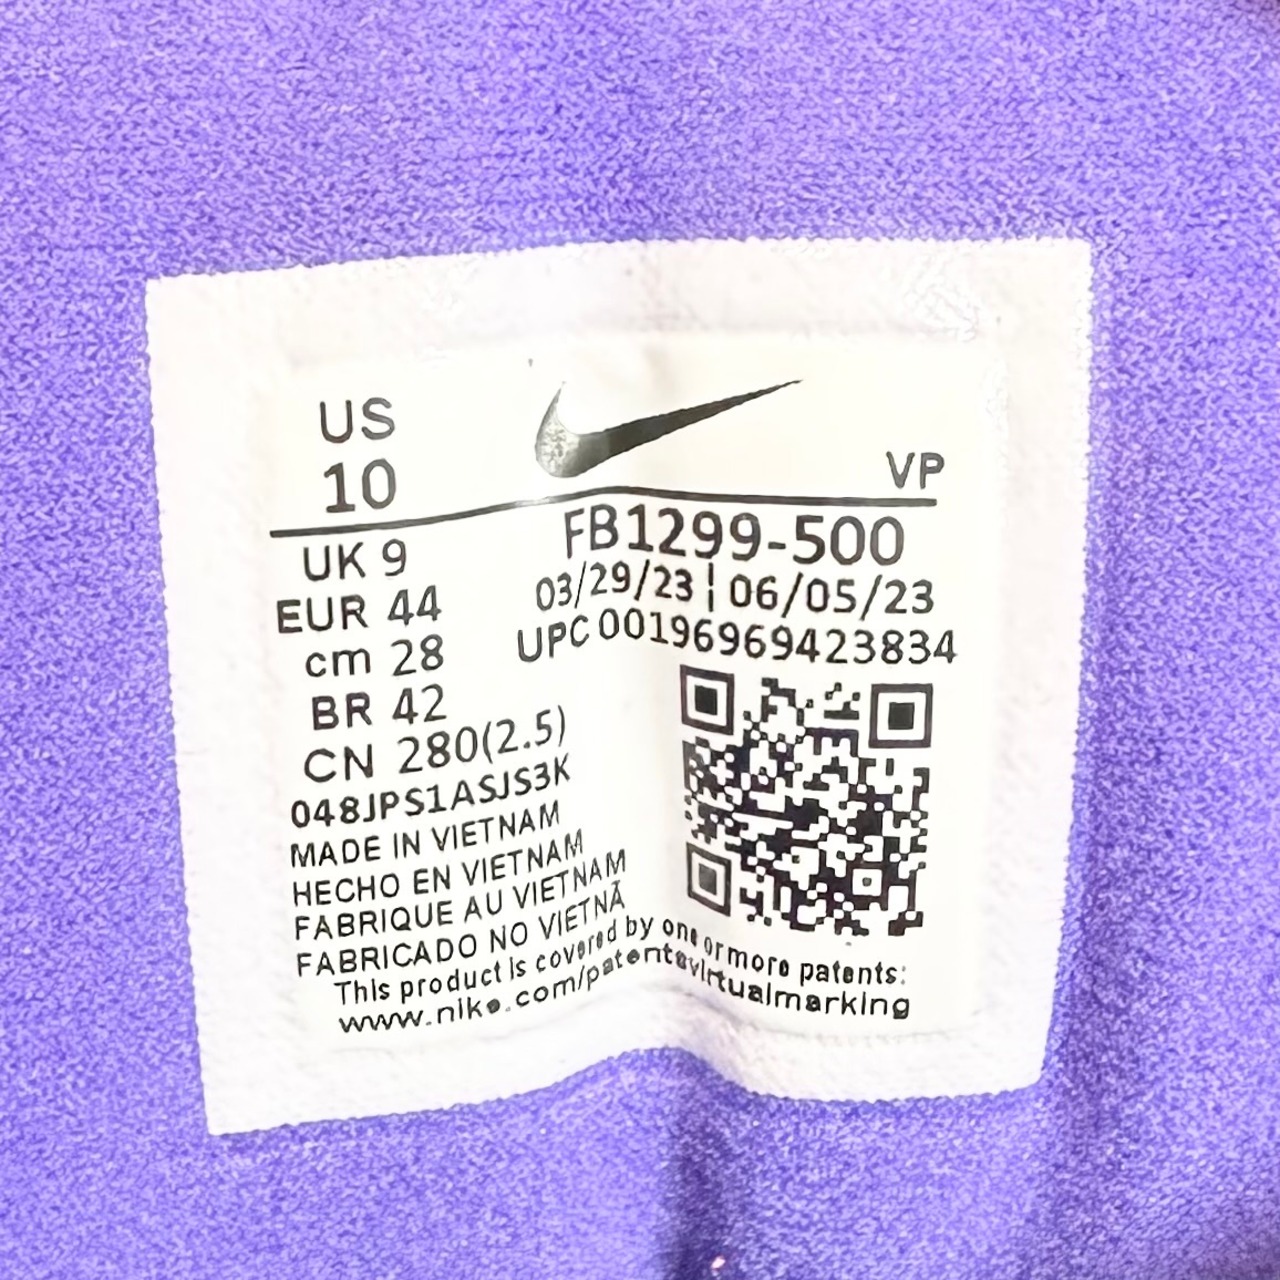 US
10
VP
UK 9
EUR 44
cm 28
BR 42
CN 280(2.5)
FB1299-500
03/29/23 ¦ 06/05/23
UPC 00196969423834
048JPS1ASJS3K
MADE IN VIETNAM
HECHO EN VIETNAM
FABRIQUE AU VIETNAM
FABRICADO NO VIETNÃ
This product is covered by one or more patents:
www.nike.com/patentsvirtualmarking